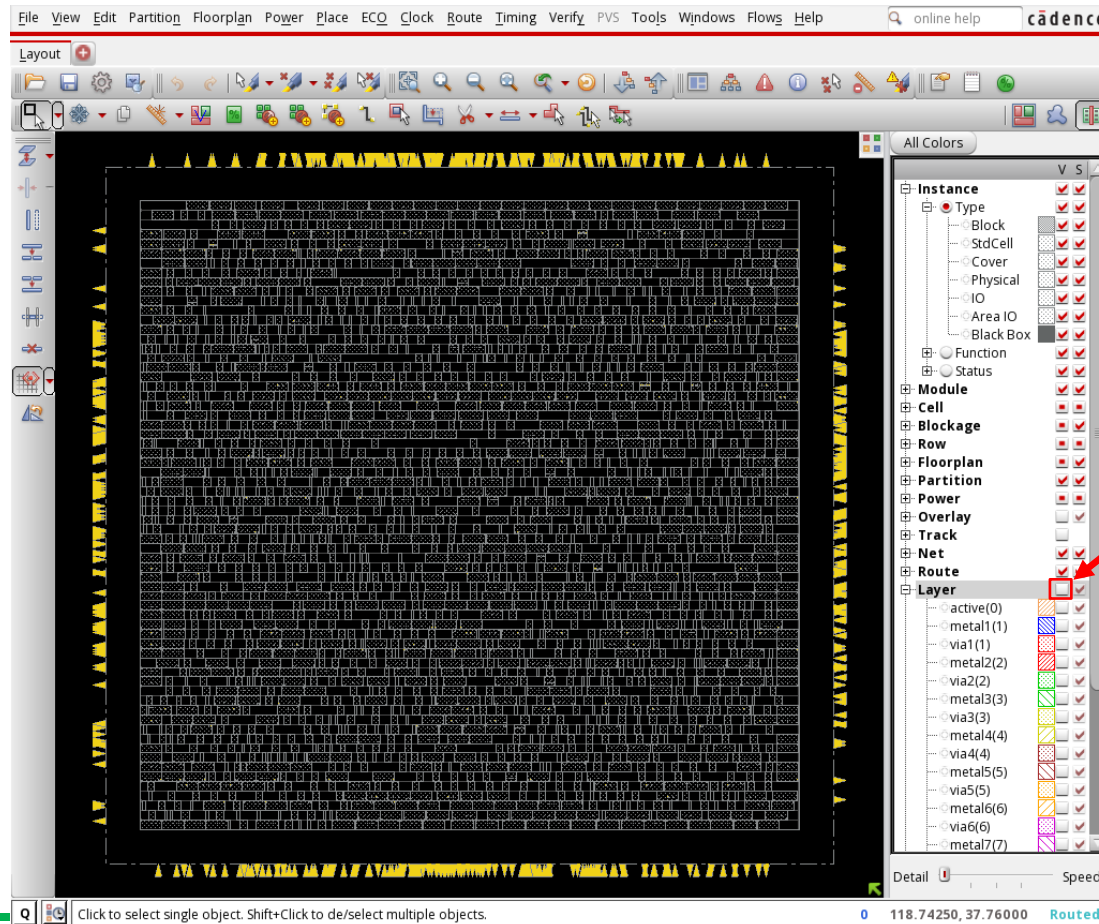 File View Edit Partition Floorplan Power Place ECO Clock Route Timing Verify PVS Tools Windows Flows Help online help cādence
Layout
All Colors
V S
Instance
Type
Block
StdCell
Cover
Physical
IO
Area IO
Black Box
Function
Status
Module
Cell
Blockage
Row
Floorplan
Partition
Power
Overlay
Track
Net
Route
Layer
active(0)
metal1(1)
via1(1)
metal2(2)
via2(2)
metal3(3)
via3(3)
metal4(4)
via4(4)
metal5(5)
via5(5)
metal6(6)
via6(6)
metal7(7)
Detail Speed
Q Click to select single object. Shift+Click to de/select multiple objects. 0 118.74250, 37.76000 Routed